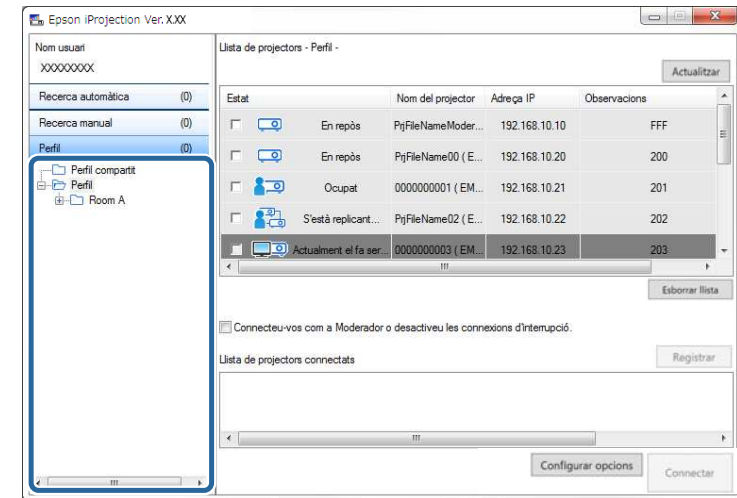 Epson iProjection Ver. X.XX
Nom usuari
XXXXXXXX
Recerca automàtica (0)
Recerca manual (0)
Perfil (0)
Perfil compartit
Perfil
Room A
Llista de projectors - Perfil -
Actualitzar
Estat Nom del projector Adreça IP Observacions
En repòs PrjFileNameModer... 192.168.10.10 FFF
En repòs PrjFileName00 ( E... 192.168.10.20 200
Ocupat 0000000001 ( EM... 192.168.10.21 201
S'està replicant... PrjFileName02 ( E... 192.168.10.22 202
Actualment el fa ser... 0000000003 ( EM... 192.168.10.23 203
Esborrar llista
Connecteu-vos com a Moderador o desactiveu les connexions d'interrupció.
Llista de projectors connectats
Registrar
Configurar opcions
Connectar